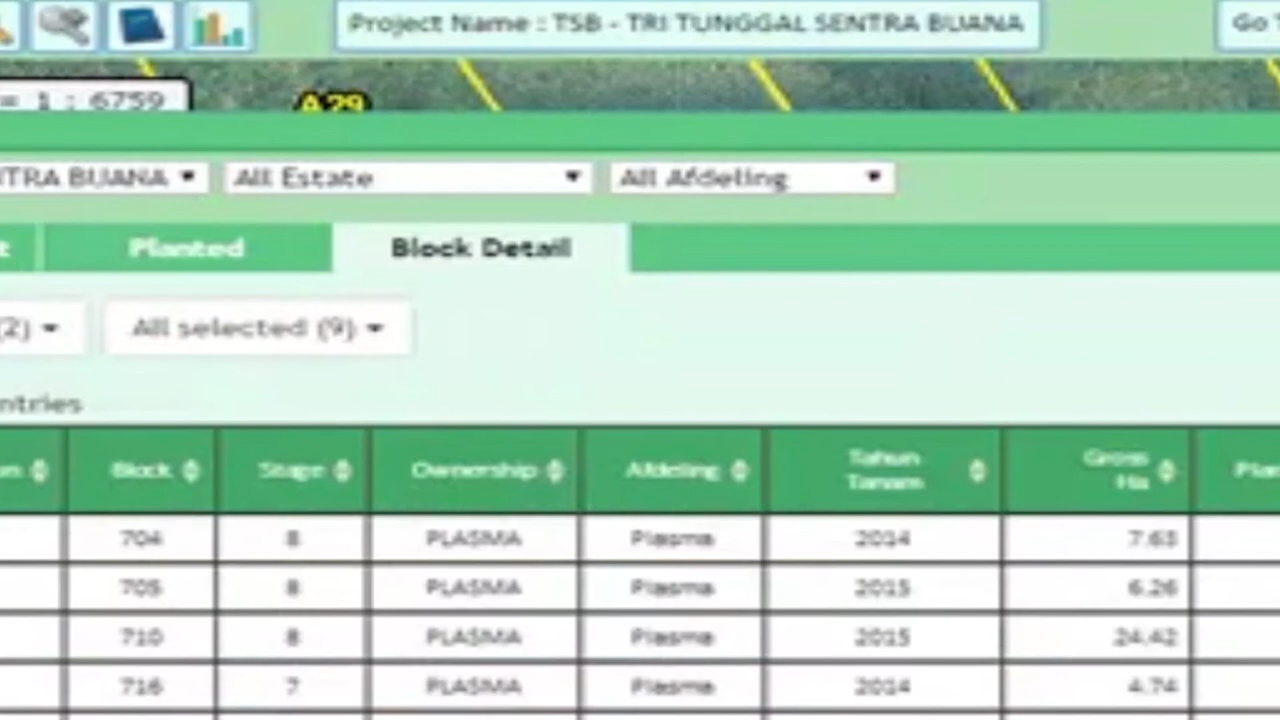 Project Name : TSB - TRI TUNGGAL SENTRA BUANA
Go
= 1 : 6759
A29
TRA BUANA All Estate All Afdeling
t Planted Block Detail
(2) All selected (9)
ntries
Block Stage Ownership Afdeling Tahun Tanam Gross Ha Plan
704 8 PLASMA Plasma 2014 7.63
705 8 PLASMA Plasma 2015 6.26
710 8 PLASMA Plasma 2015 24.42
716 7 PLASMA Plasma 2014 4.74